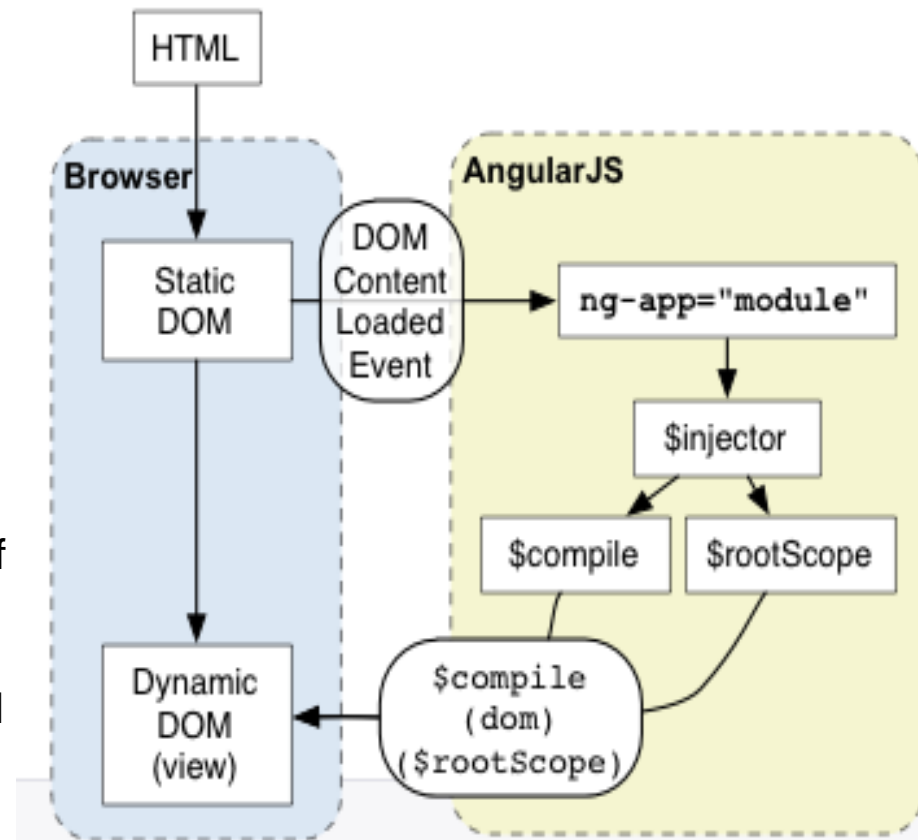 HTML
Browser
AngularJS
Static
DOM
DOM
Content
Loaded
Event
ng-app="module"
$injector
$compile
$rootScope
f
Dynamic
DOM
(view)
$compile
(dom)
($rootScope)